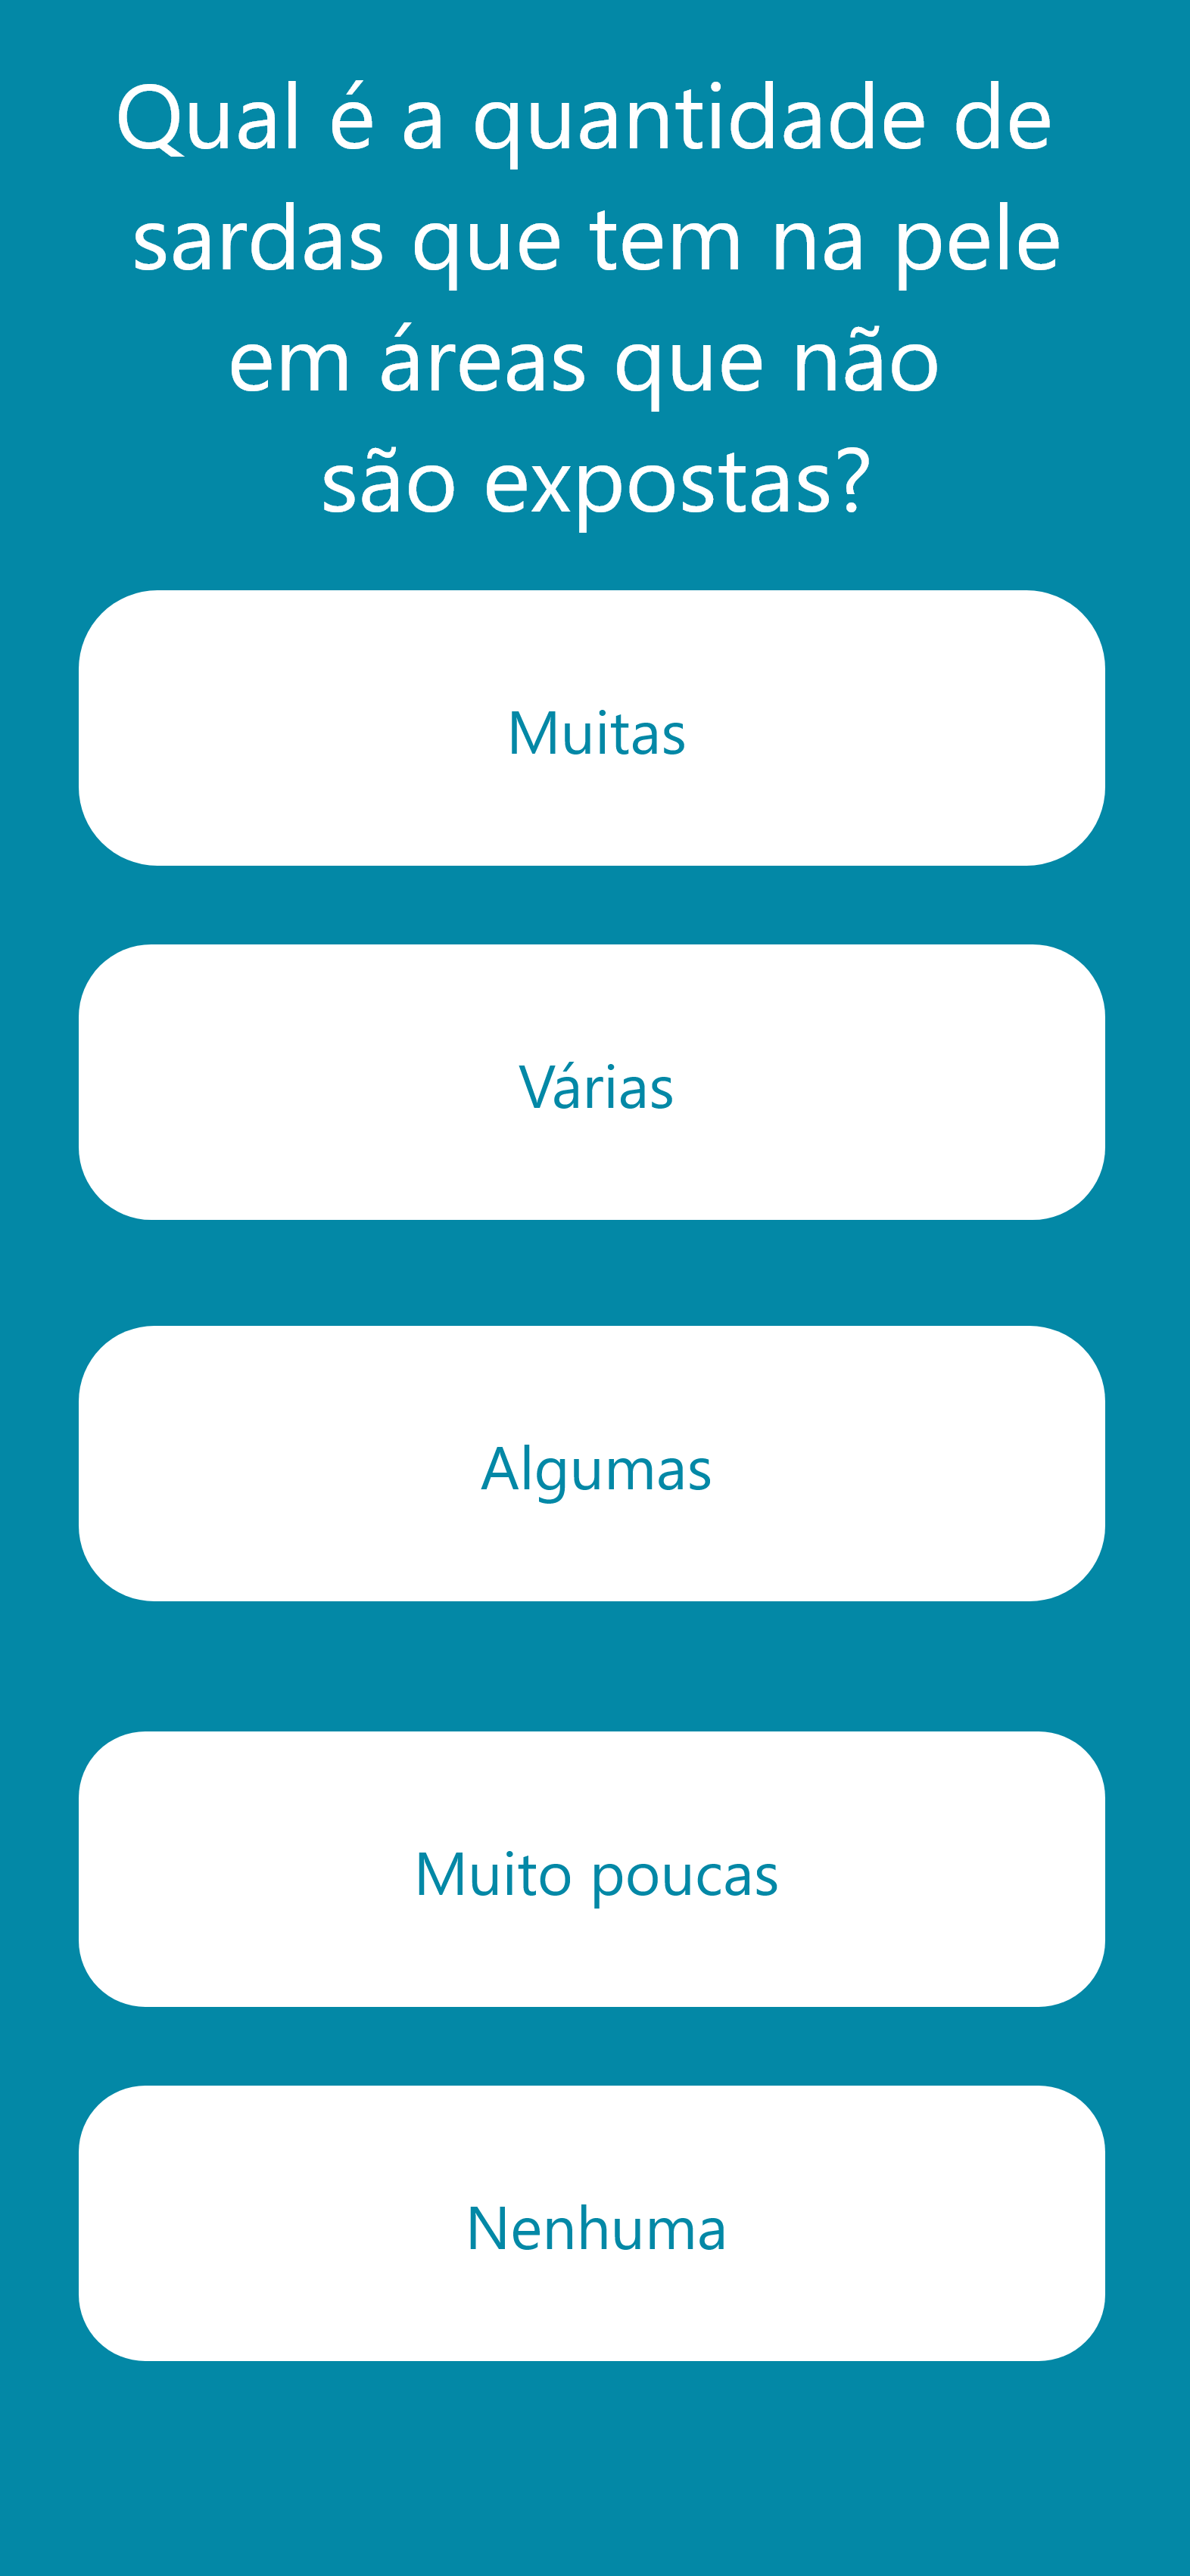 Qual é a quantidade de
sardas que tem na pele
em áreas que não
são expostas?
Muitas
Várias
Algumas
Muito poucas
Nenhuma